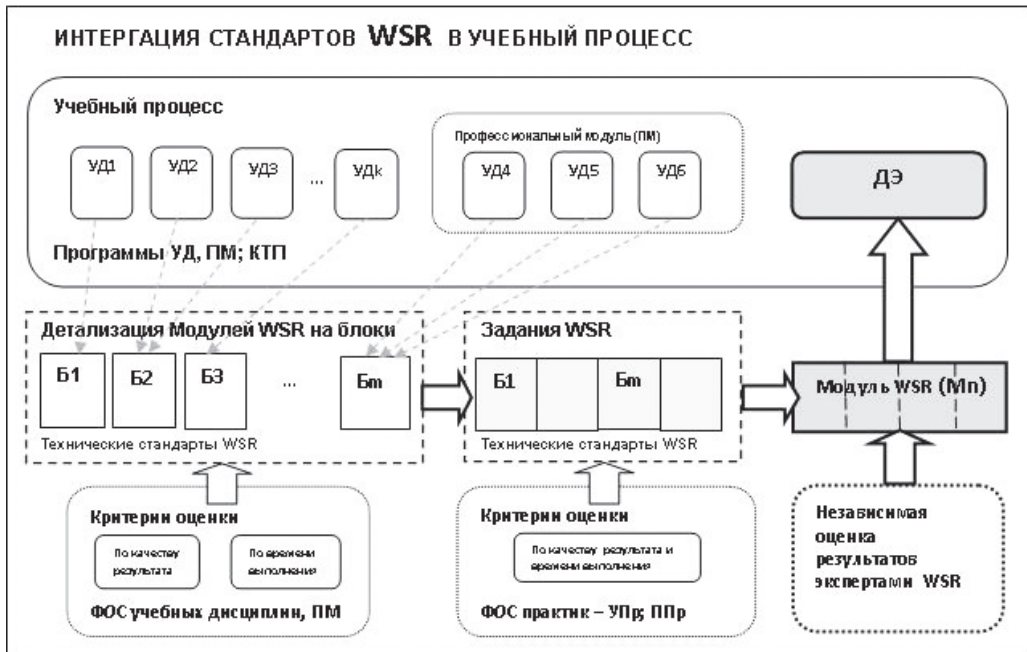 ИНТЕРГАЦИЯ СТАНДАРТОВ WSR В УЧЕБНЫЙ ПРОЦЕСС
Учебный процесс
Профессиональный модуль (ПМ)
УД1
УД2
УД3
...
УДk
УД4
УД5
УД6
ДЭ
Программы УД, ПМ; КТП
Детализация Модулей WSR на блоки
Б1
Б2
Б3
...
Бm
Технические стандарты WSR
Задания WSR
Б1
Бm
Технические стандарты WSR
Модуль WSR (Mn)
Критерии оценки
По качеству
результата
По времени
выполнения
ФОС учебных дисциплин, ПМ
Критерии оценки
По качеству результата и
времени выполнения
ФОС практик – УПр; ППр
Независимая
оценка
результатов
экспертами WSR